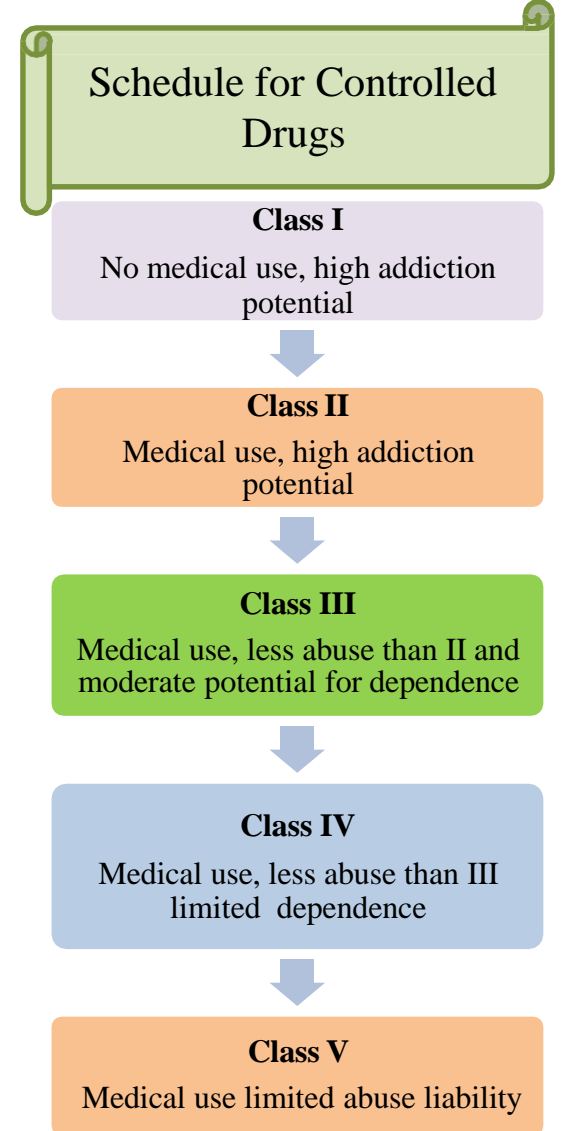 Schedule for Controlled
Drugs
Class I
No medical use, high addiction
potential
Class II
Medical use, high addiction
potential
Class III
Medical use, less abuse than II and
moderate potential for dependence
Class IV
Medical use, less abuse than III
limited dependence
Class V
Medical use limited abuse liability